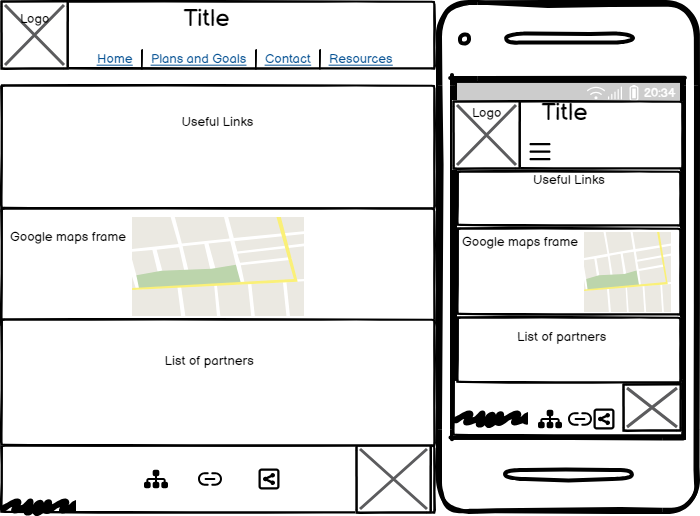 Logo
Title
Home
Plans and Goals
Contact
Resources
Useful Links
Google maps frame
List of partners
20:34
Logo
Title
Useful Links
Google maps frame
List of partners